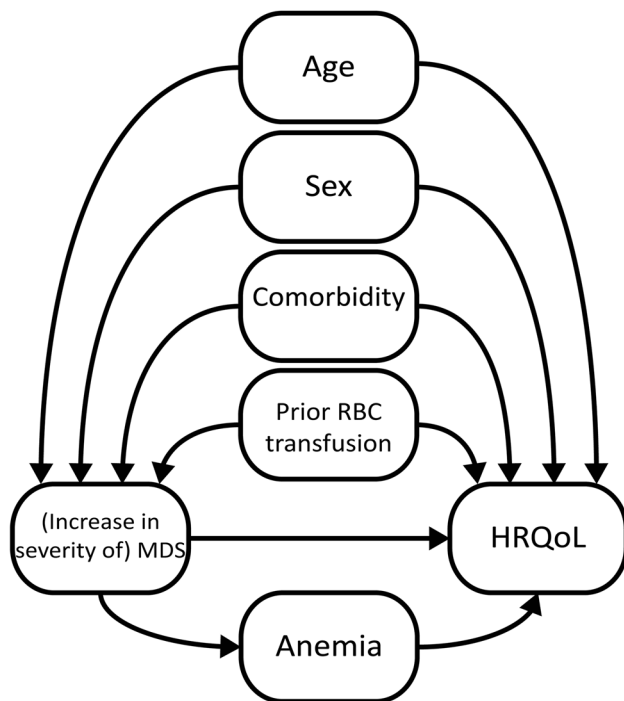 Age
Sex
Comorbidity
Prior RBC
transfusion
(Increase in
severity of) MDS
HRQoL
Anemia